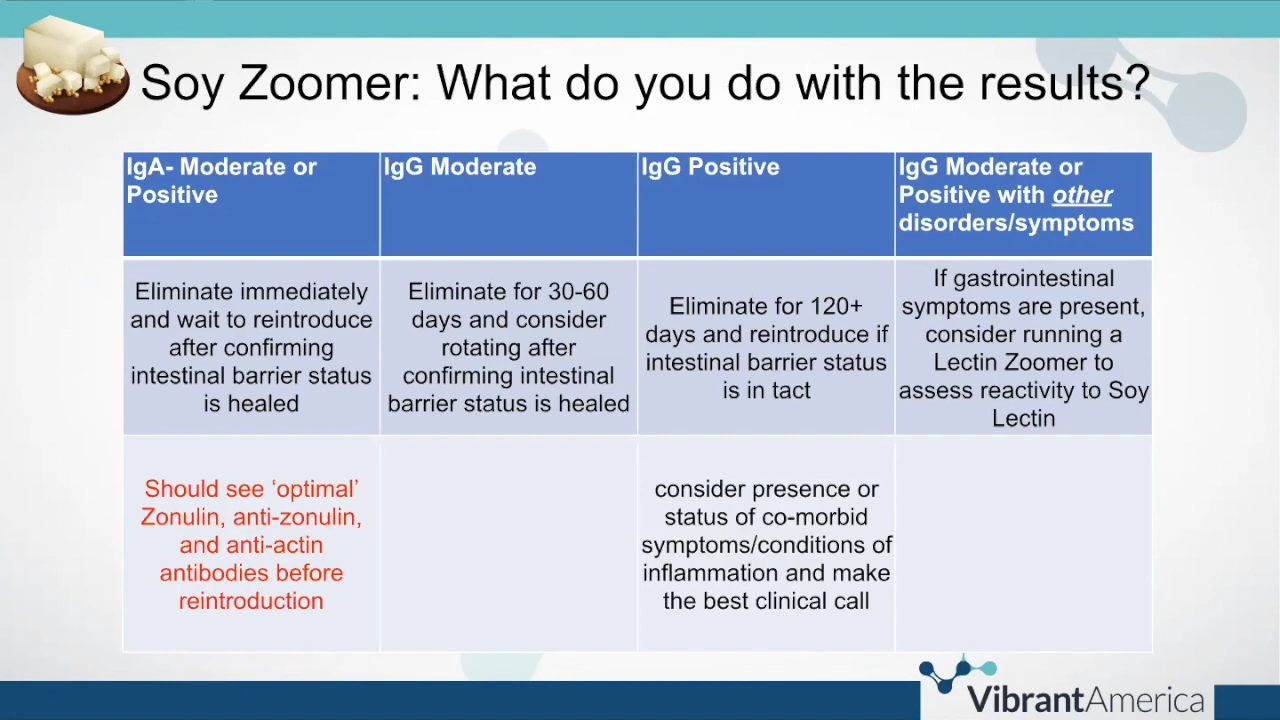 Soy Zoomer: What do you do with the results?
IgA- Moderate or
Positive
IgG Moderate
IgG Positive
IgG Moderate or
Positive with other
disorders/symptoms
Eliminate immediately
and wait to reintroduce
after confirming
intestinal barrier status
is healed
Eliminate for 30-60
days and consider
rotating after
confirming intestinal
barrier status is healed
Eliminate for 120+
days and reintroduce if
intestinal barrier status
is in tact
If gastrointestinal
symptoms are present,
consider running a
Lectin Zoomer to
assess reactivity to Soy
Lectin
Should see ‘optimal’
Zonulin, anti-zonulin,
and anti-actin
antibodies before
reintroduction
consider presence or
status of co-morbid
symptoms/conditions of
inflammation and make
the best clinical call
VibrantAmerica